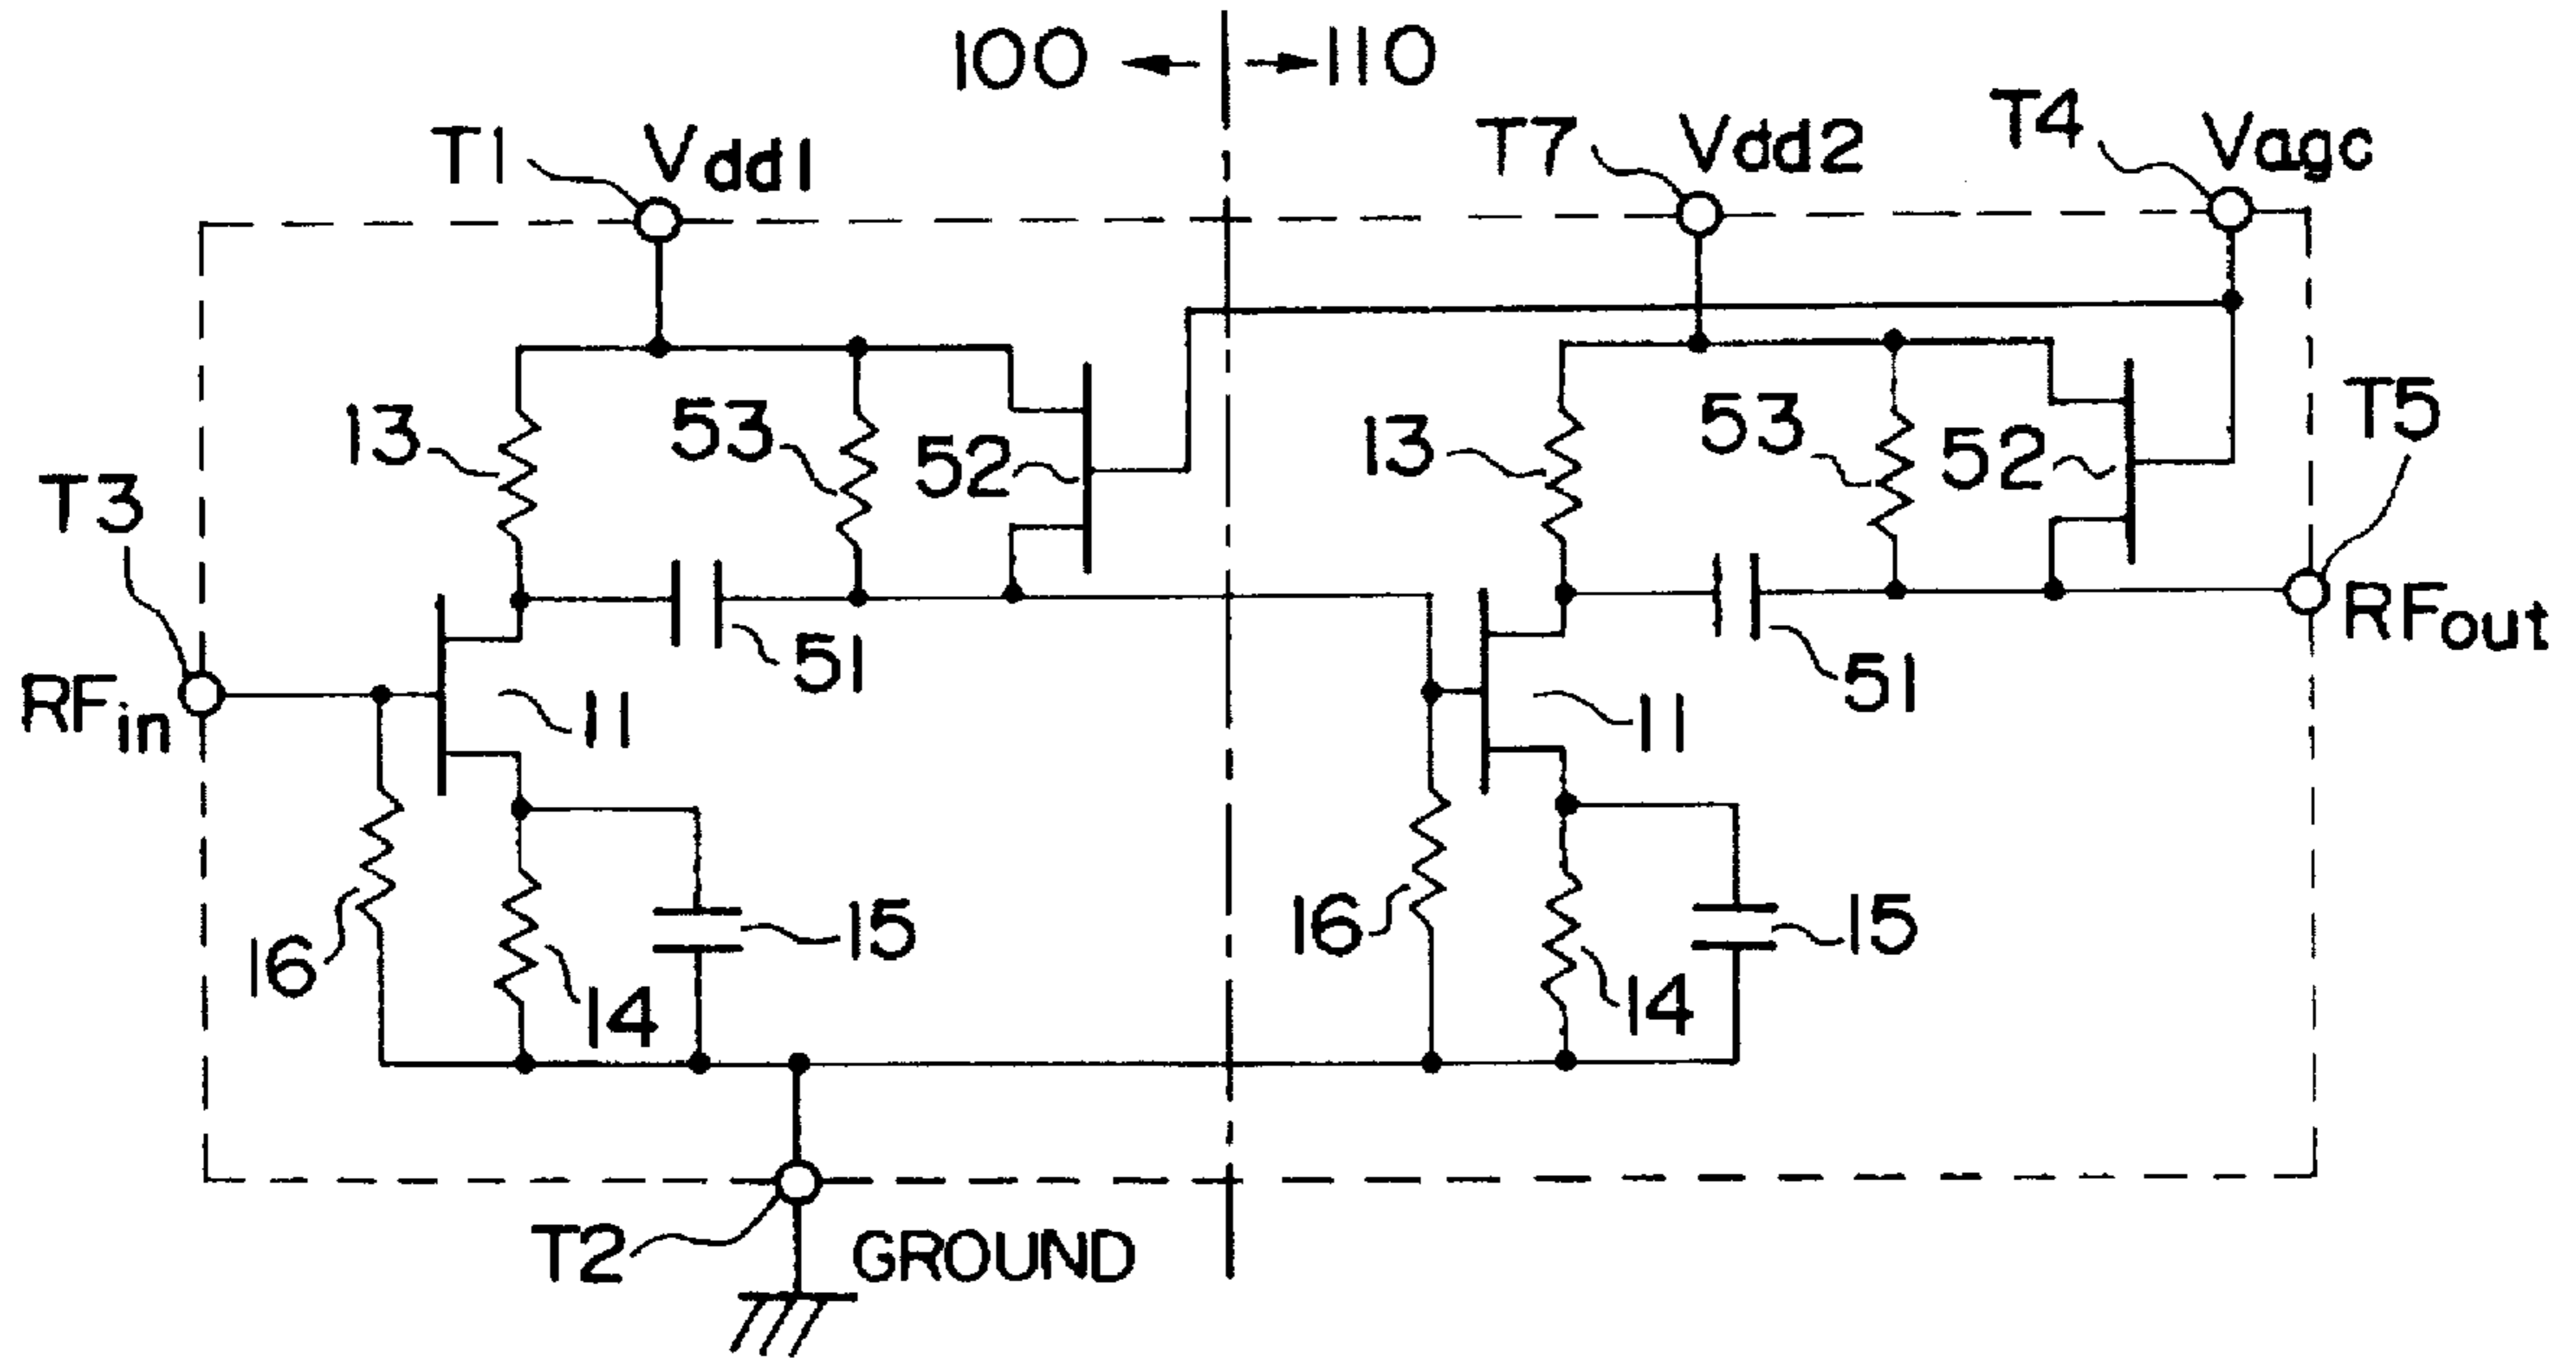 100 110
T1 Vdd1 T7 Vdd2 T4 Vagc
13 53 52 13 53 52 T5
T3
RFin 11 51 11 51 RFout
16 14 15 16 14 15
T2 GROUND